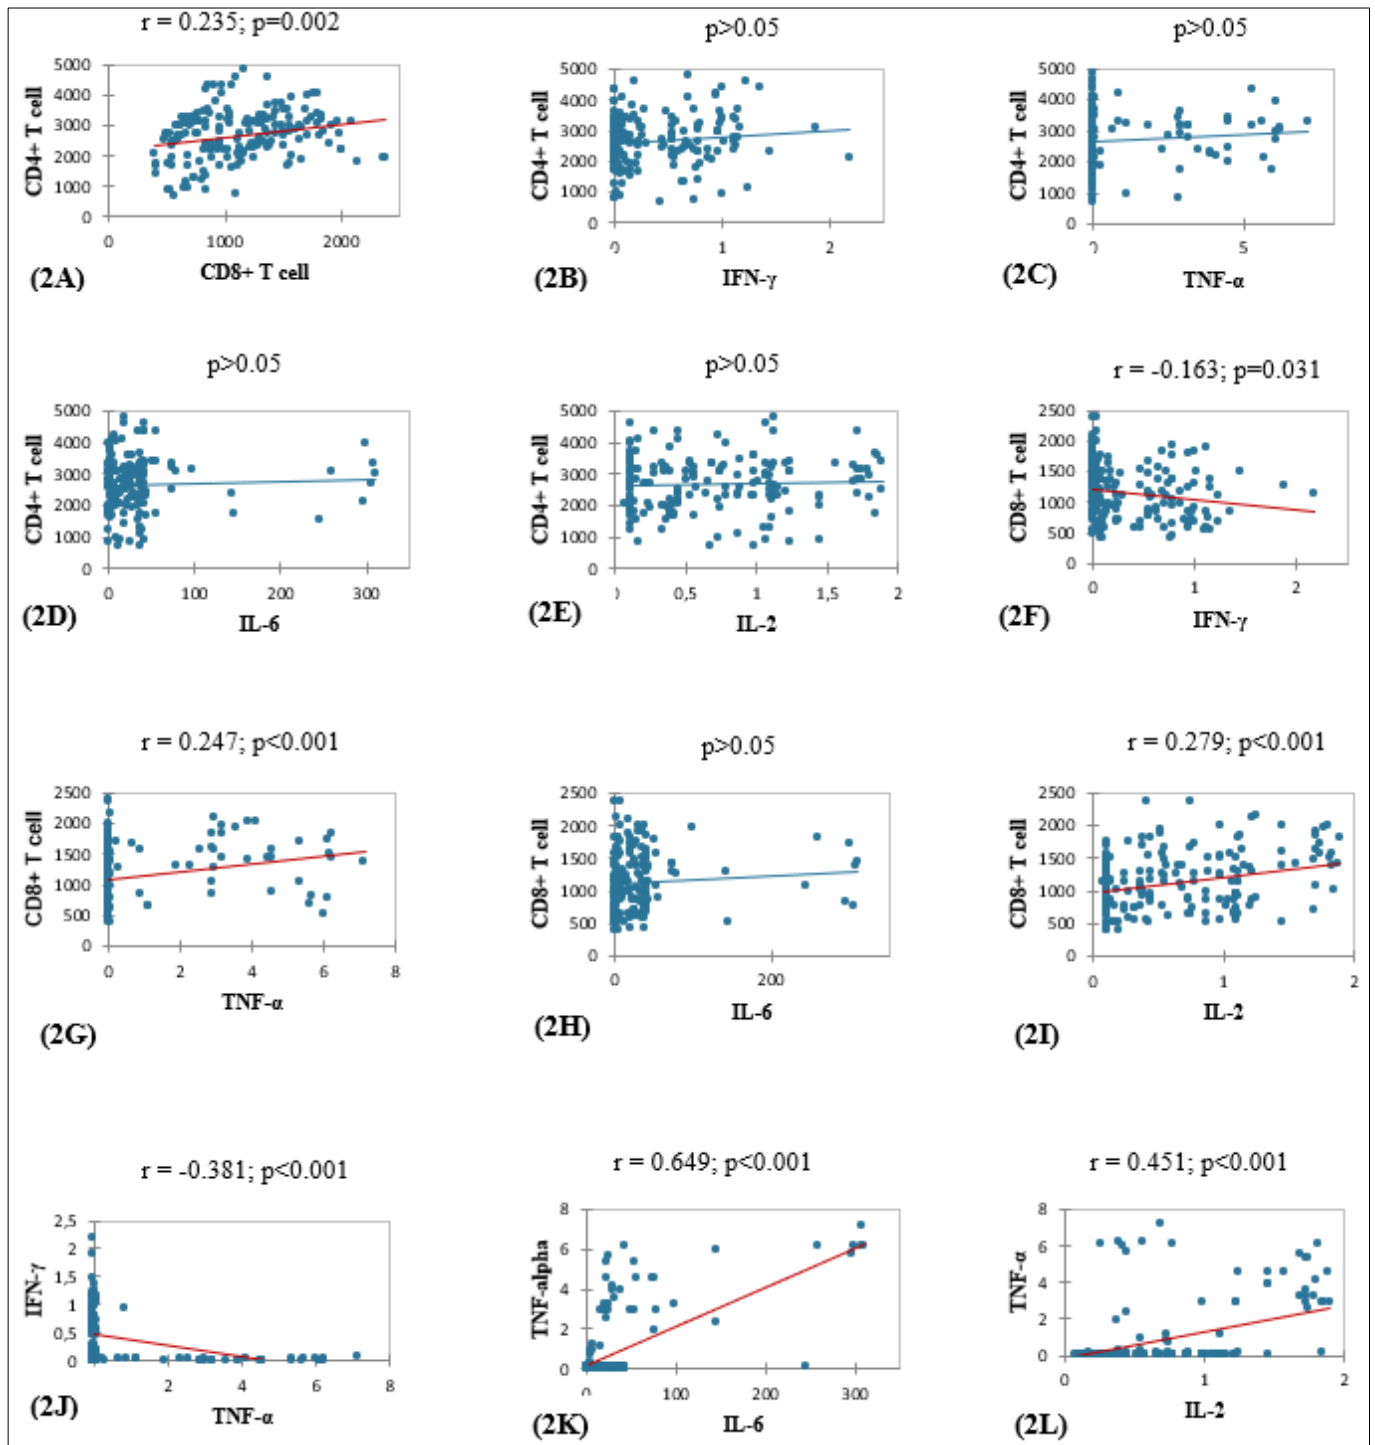 r = 0.235; p=0.002
p>0.05
p>0.05
CD4+ T cell
5000
4000
3000
2000
1000
0
0
1000
2000
CD8+ T cell
(2A)
CD4+ T cell
5000
4000
3000
2000
1000
0
0
1
2
IFN-γ
(2B)
CD4+ T cell
5000
4000
3000
2000
1000
0
0
5
TNF-α
(2C)
p>0.05
p>0.05
r = -0.163; p=0.031
CD4+ T cell
5000
4000
3000
2000
1000
0
0
100
200
300
IL-6
(2D)
CD4+ T cell
5000
4000
3000
2000
1000
0
0,5
1
1,5
2
IL-2
(2E)
CD8+ T cell
2500
2000
1500
1000
500
0
0
1
2
IFN-γ
(2F)
r = 0.247; p<0.001
p>0.05
r = 0.279; p<0.001
CD8+ T cell
2500
2000
1500
1000
500
0
0
2
4
6
8
TNF-α
(2G)
CD8+ T cell
2500
2000
1500
1000
500
0
0
200
IL-6
(2H)
CD8+ T cell
2500
2000
1500
1000
500
0
0
1
2
IL-2
(2I)
r = -0.381; p<0.001
r = 0.649; p<0.001
r = 0.451; p<0.001
IFN-γ
2,5
2
1,5
1
0,5
0
2
4
6
8
TNF-α
(2J)
TNF-alpha
8
6
4
2
0
100
200
300
IL-6
(2K)
TNF-α
8
6
4
2
0
0
1
2
IL-2
(2L)